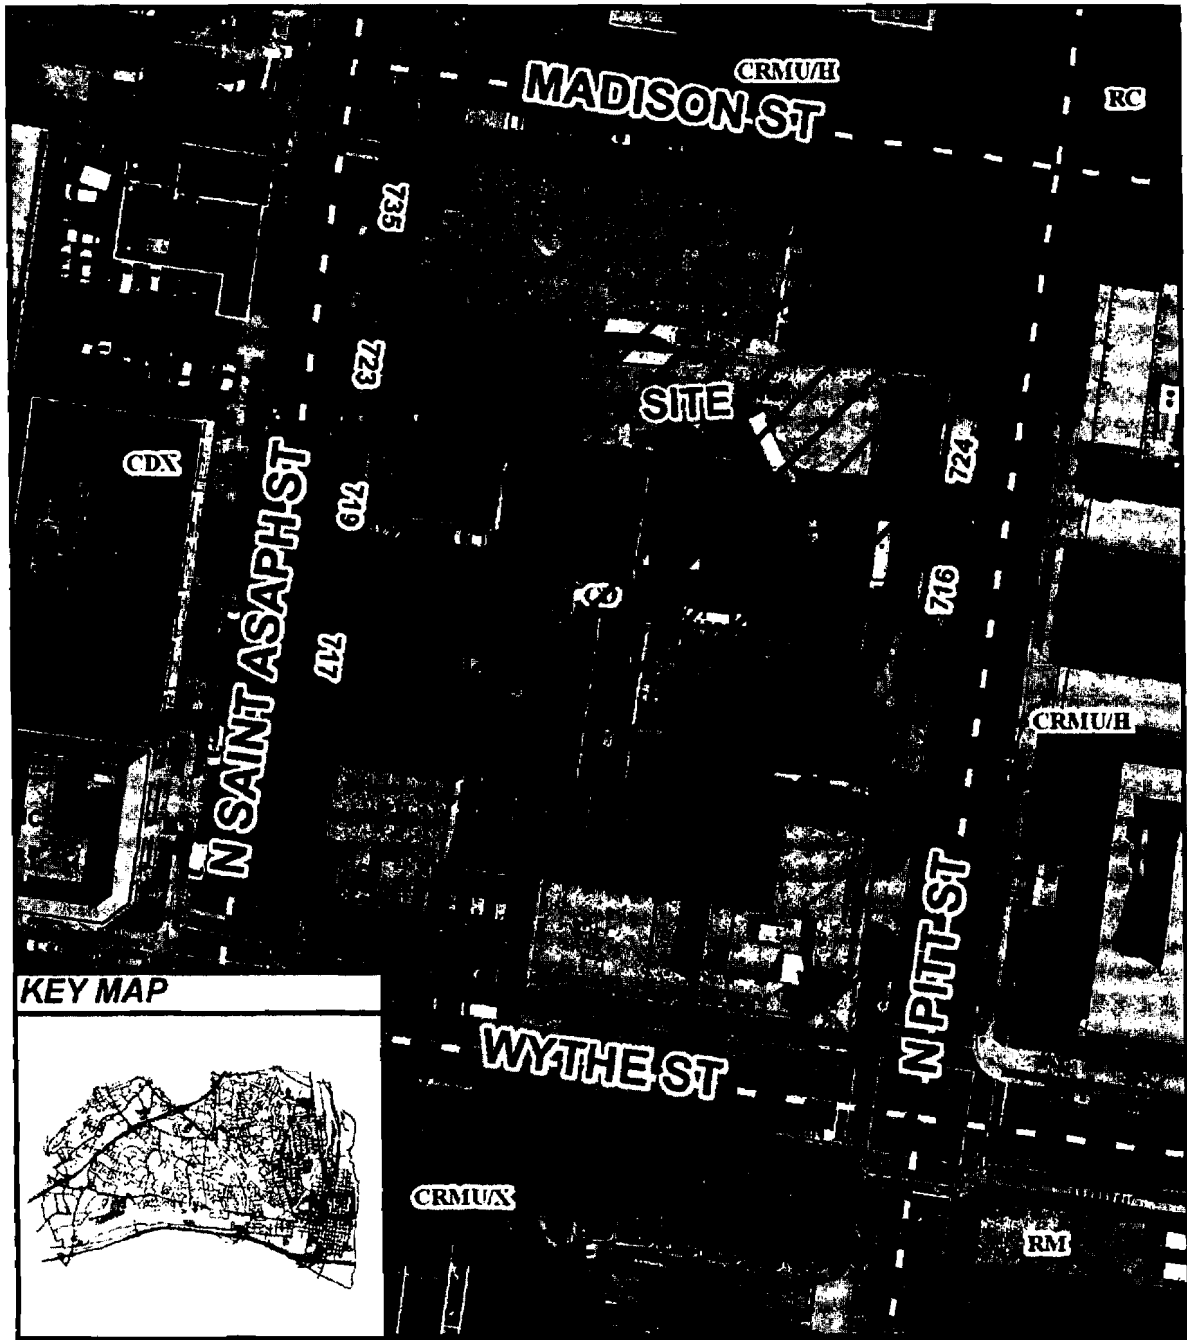 CRMU/H
MADISON ST
RC
735
723
SITE
724
CDX
719
CD
716
717
N SAINT ASAPH ST
CRMU/H
N PITT ST
KEY MAP
WYTHE ST
CRMU/X
RM